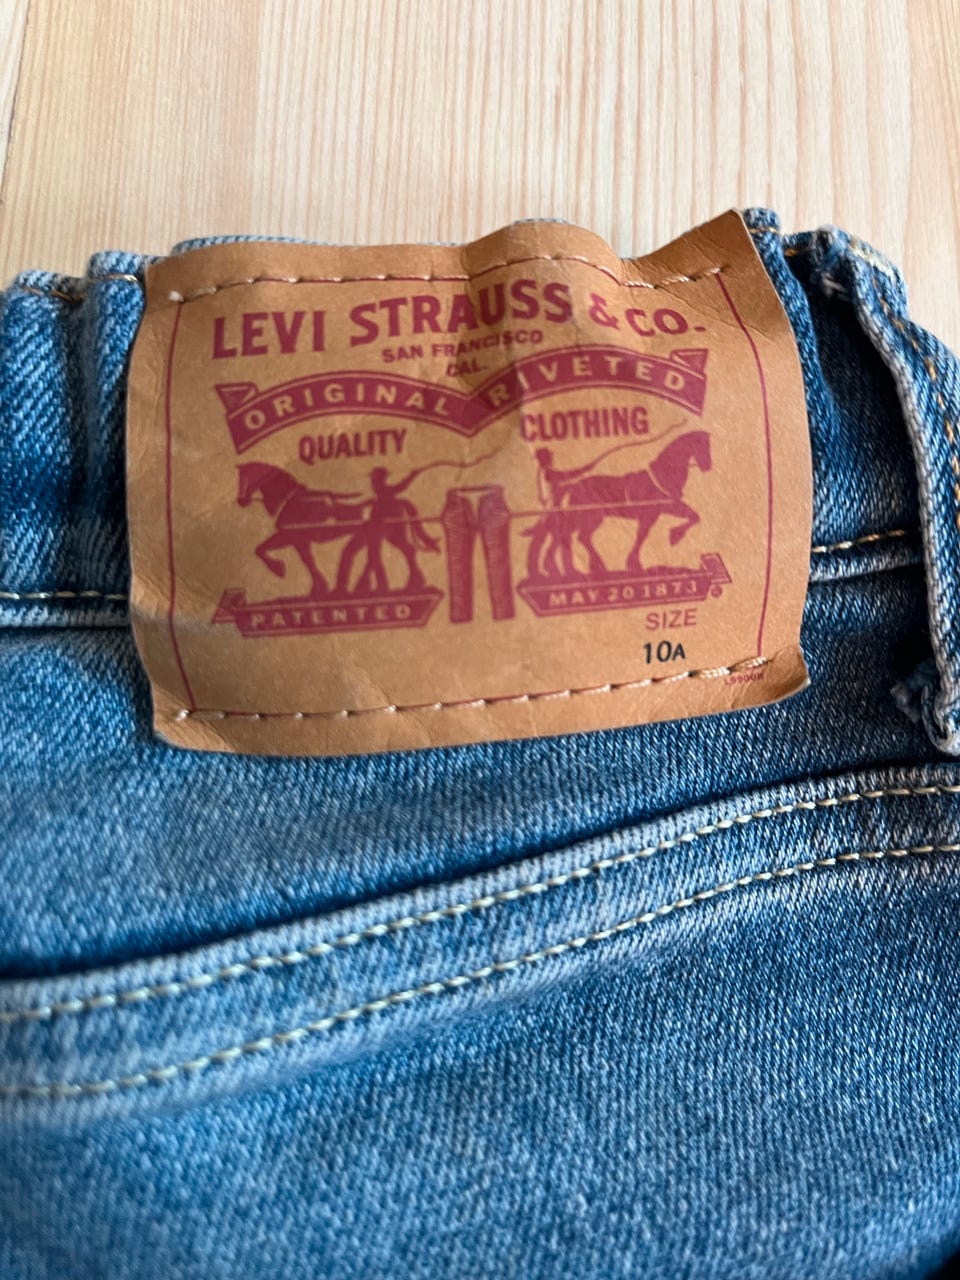 LEVI STRAUSS & CO.
SAN FRANCISCO
CAL.
ORIGINAL RIVETED
QUALITY CLOTHING
PATENTED MAY 20 1873
SIZE
10A